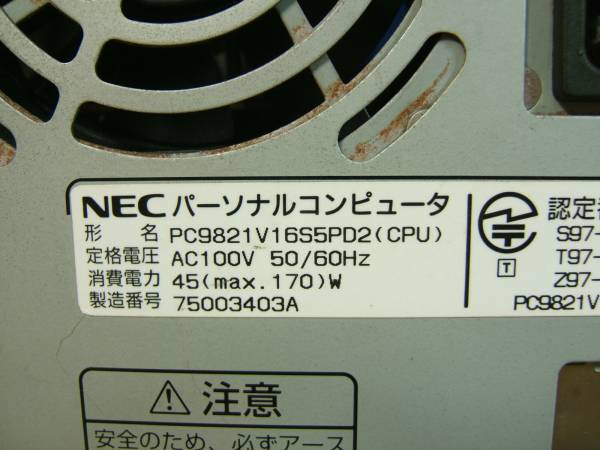 NEC パーソナルコンピュータ
形 名 PC9821V16S5PD2(CPU)
定格電圧 AC100V 50/60Hz
消費電力 45(max.170)W
製造番号 75003403A
認定番
S97-
T97-
Z97-
PC9821V
T
注意
安全のため、必ずアース